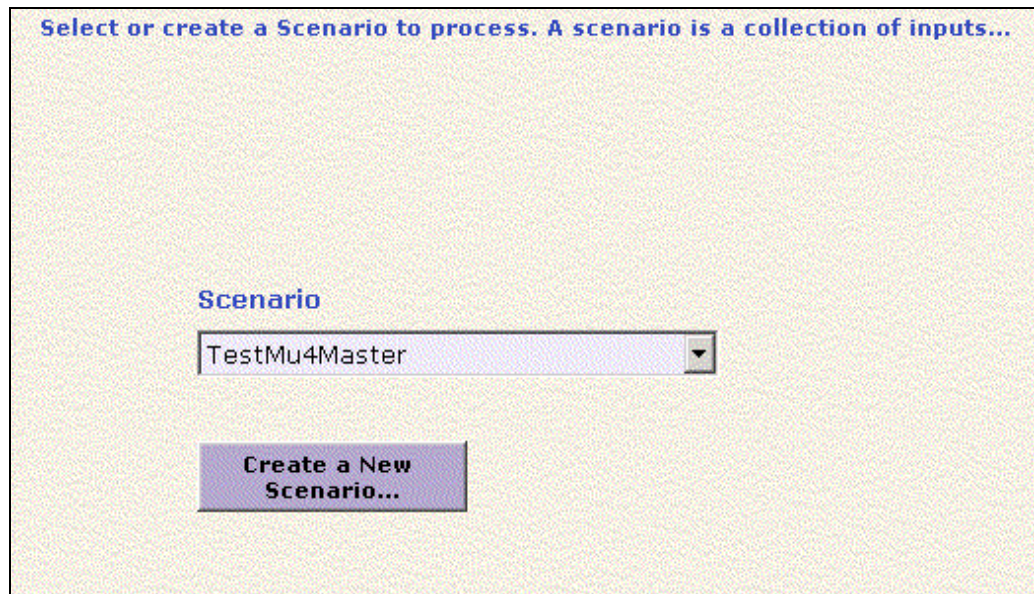 Select or create a Scenario to process. A scenario is a collection of inputs...
Scenario
TestMu4Master
Create a New
Scenario...